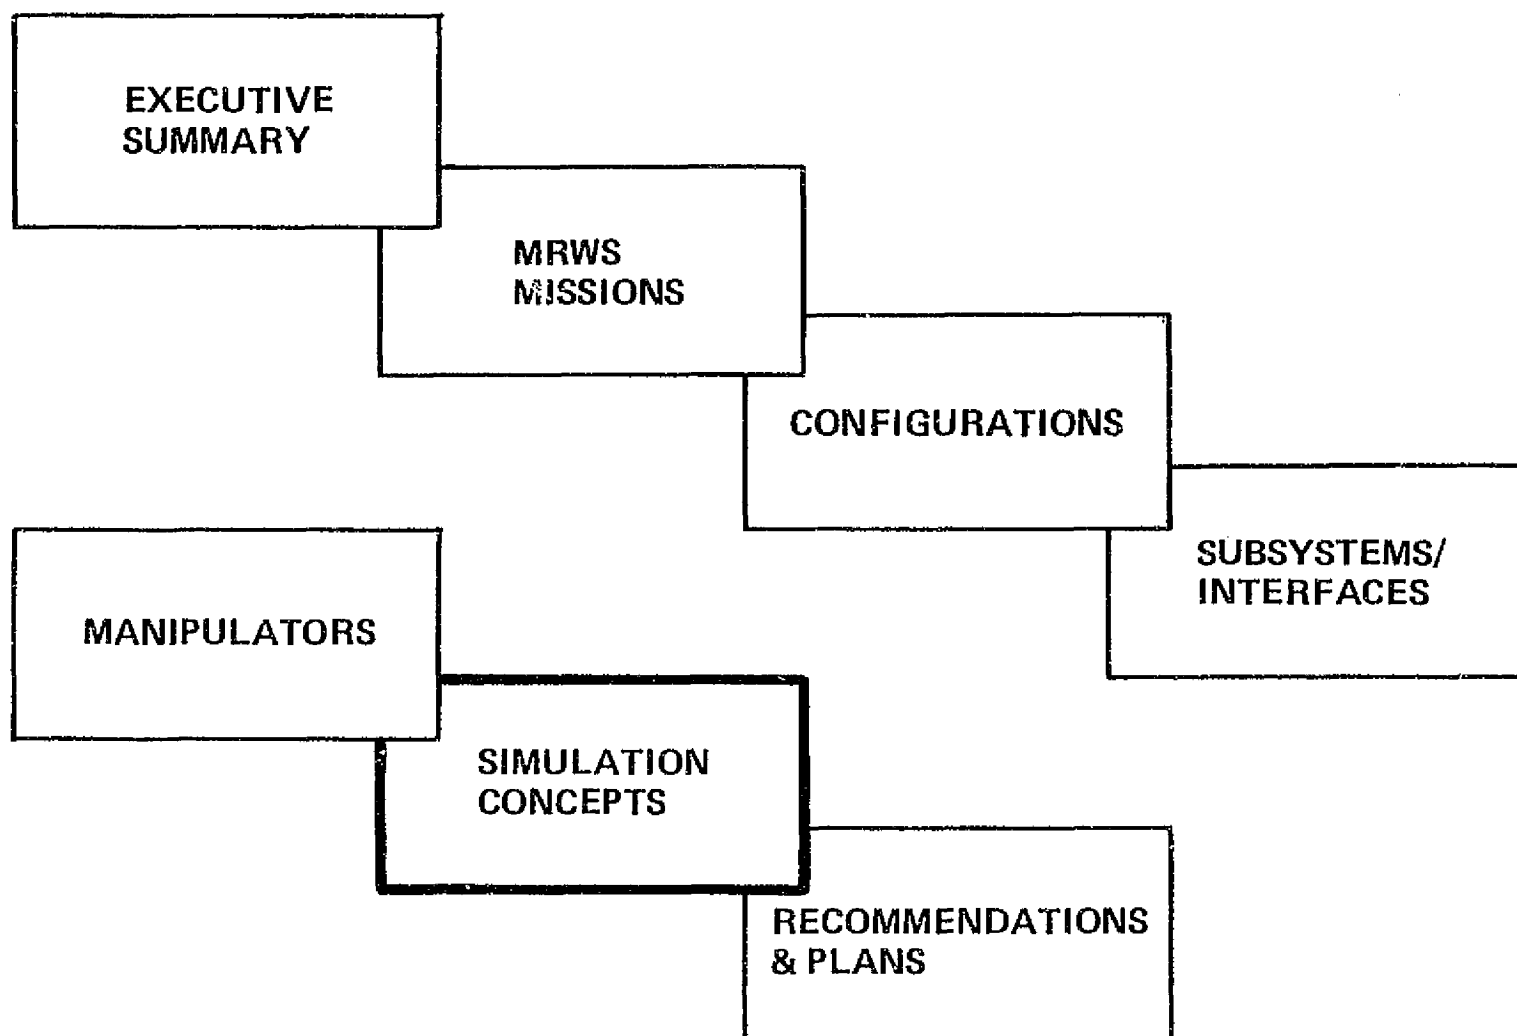 EXECUTIVE
SUMMARY
MRWS
MISSIONS
CONFIGURATIONS
SUBSYSTEMS/
INTERFACES
MANIPULATORS
SIMULATION
CONCEPTS
RECOMMENDATIONS
& PLANS